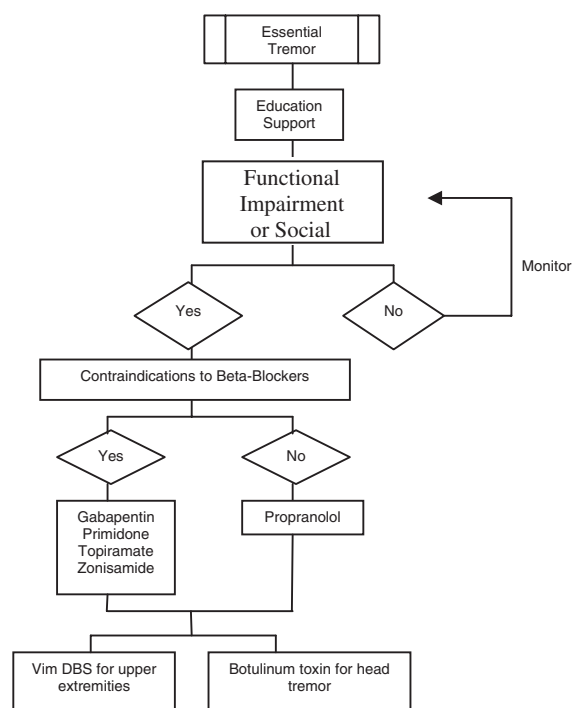 Essential
Tremor
Education
Support
Functional
Impairment
or Social
Monitor
Yes
No
Contraindications to Beta-Blockers
Yes
No
Gabapentin
Primidone
Topiramate
Zonisamide
Propranolol
Vim DBS for upper
extremities
Botulinum toxin for head
tremor